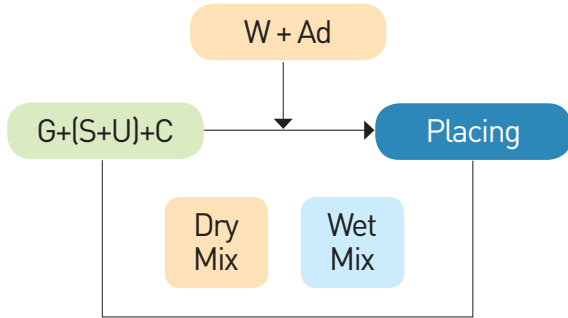 W + Ad
G+(S+U)+C
Placing
Dry
Mix
Wet
Mix